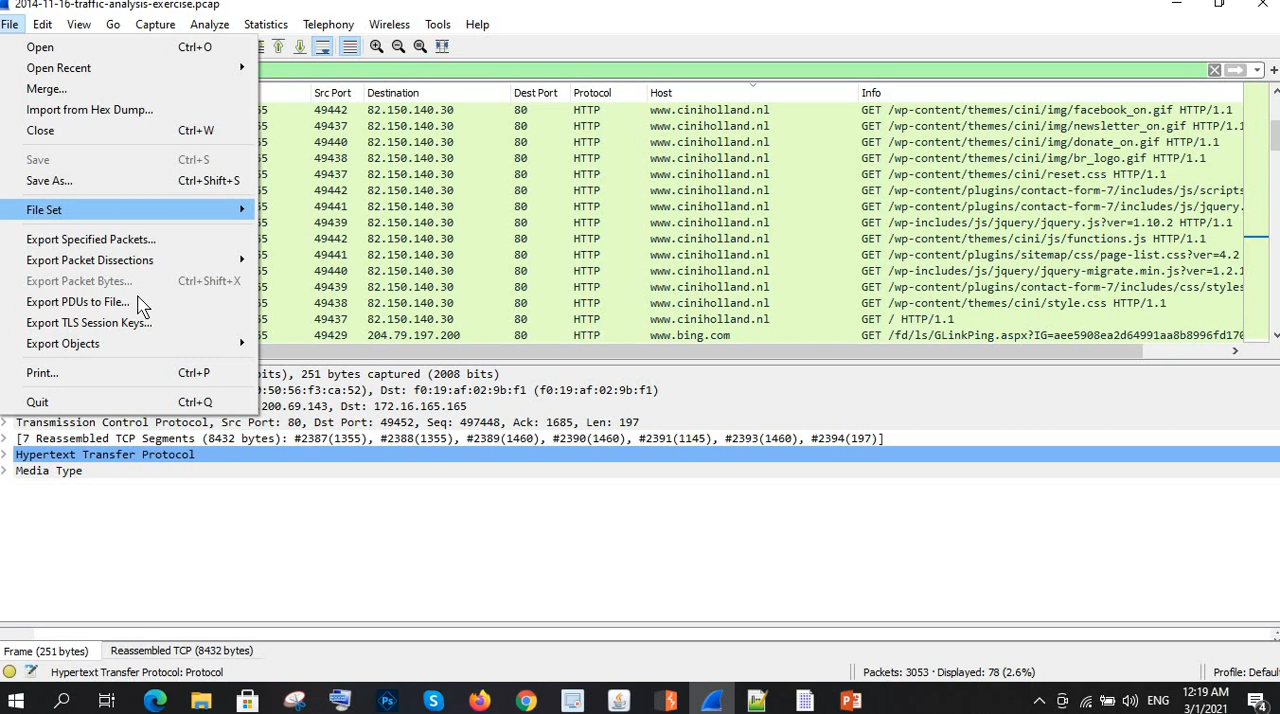 2014-11-16-traffic-analysis-exercise.pcap
File Edit View Go Capture Analyze Statistics Telephony Wireless Tools Help
Open Ctrl+O
Open Recent
Merge...
Import from Hex Dump...
Close Ctrl+W
Save Ctrl+S
Save As... Ctrl+Shift+S
File Set
Export Specified Packets...
Export Packet Dissections
Export Packet Bytes... Ctrl+Shift+X
Export PDUs to File...
Export TLS Session Keys...
Export Objects
Print... Ctrl+P
Quit Ctrl+Q
Src Port Destination Dest Port Protocol Host Info
49442 82.150.140.30 80 HTTP www.ciniholland.nl GET /wp-content/themes/cini/img/facebook_on.gif HTTP/1.1
49437 82.150.140.30 80 HTTP www.ciniholland.nl GET /wp-content/themes/cini/img/newsletter_on.gif HTTP/1.1
49440 82.150.140.30 80 HTTP www.ciniholland.nl GET /wp-content/themes/cini/img/donate_on.gif HTTP/1.1
49438 82.150.140.30 80 HTTP www.ciniholland.nl GET /wp-content/themes/cini/img/br_logo.gif HTTP/1.1
49437 82.150.140.30 80 HTTP www.ciniholland.nl GET /wp-content/themes/cini/reset.css HTTP/1.1
49442 82.150.140.30 80 HTTP www.ciniholland.nl GET /wp-content/plugins/contact-form-7/includes/js/scripts
49441 82.150.140.30 80 HTTP www.ciniholland.nl GET /wp-content/plugins/contact-form-7/includes/js/jquery.
49439 82.150.140.30 80 HTTP www.ciniholland.nl GET /wp-includes/js/jquery/jquery.js?ver=1.10.2 HTTP/1.1
49442 82.150.140.30 80 HTTP www.ciniholland.nl GET /wp-content/themes/cini/js/functions.js HTTP/1.1
49441 82.150.140.30 80 HTTP www.ciniholland.nl GET /wp-content/plugins/sitemap/css/page-list.css?ver=4.2
49440 82.150.140.30 80 HTTP www.ciniholland.nl GET /wp-includes/js/jquery/jquery-migrate.min.js?ver=1.2.1
49439 82.150.140.30 80 HTTP www.ciniholland.nl GET /wp-content/plugins/contact-form-7/includes/css/styles
49438 82.150.140.30 80 HTTP www.ciniholland.nl GET /wp-content/themes/cini/style.css HTTP/1.1
49437 82.150.140.30 80 HTTP www.ciniholland.nl GET / HTTP/1.1
49429 204.79.197.200 80 HTTP www.bing.com GET /fd/ls/GLinkPing.aspx?IG=aee5908ea2d64991aa8b8996fd170
bits), 251 bytes captured (2008 bits)
:50:56:f3:ca:52), Dst: f0:19:af:02:9b:f1 (f0:19:af:02:9b:f1)
.200.69.143, Dst: 172.16.165.165
Transmission Control Protocol, Src Port: 80, Dst Port: 49452, Seq: 497448, Ack: 1685, Len: 197
[7 Reassembled TCP Segments (8432 bytes): #2387(1355), #2388(1355), #2389(1460), #2390(1460), #2391(1145), #2393(1460), #2394(197)]
Hypertext Transfer Protocol
Media Type
Frame (251 bytes) Reassembled TCP (8432 bytes)
Hypertext Transfer Protocol: Protocol Packets: 3053 · Displayed: 78 (2.6%) Profile: Defau
ENG 12:19 AM
3/1/2021